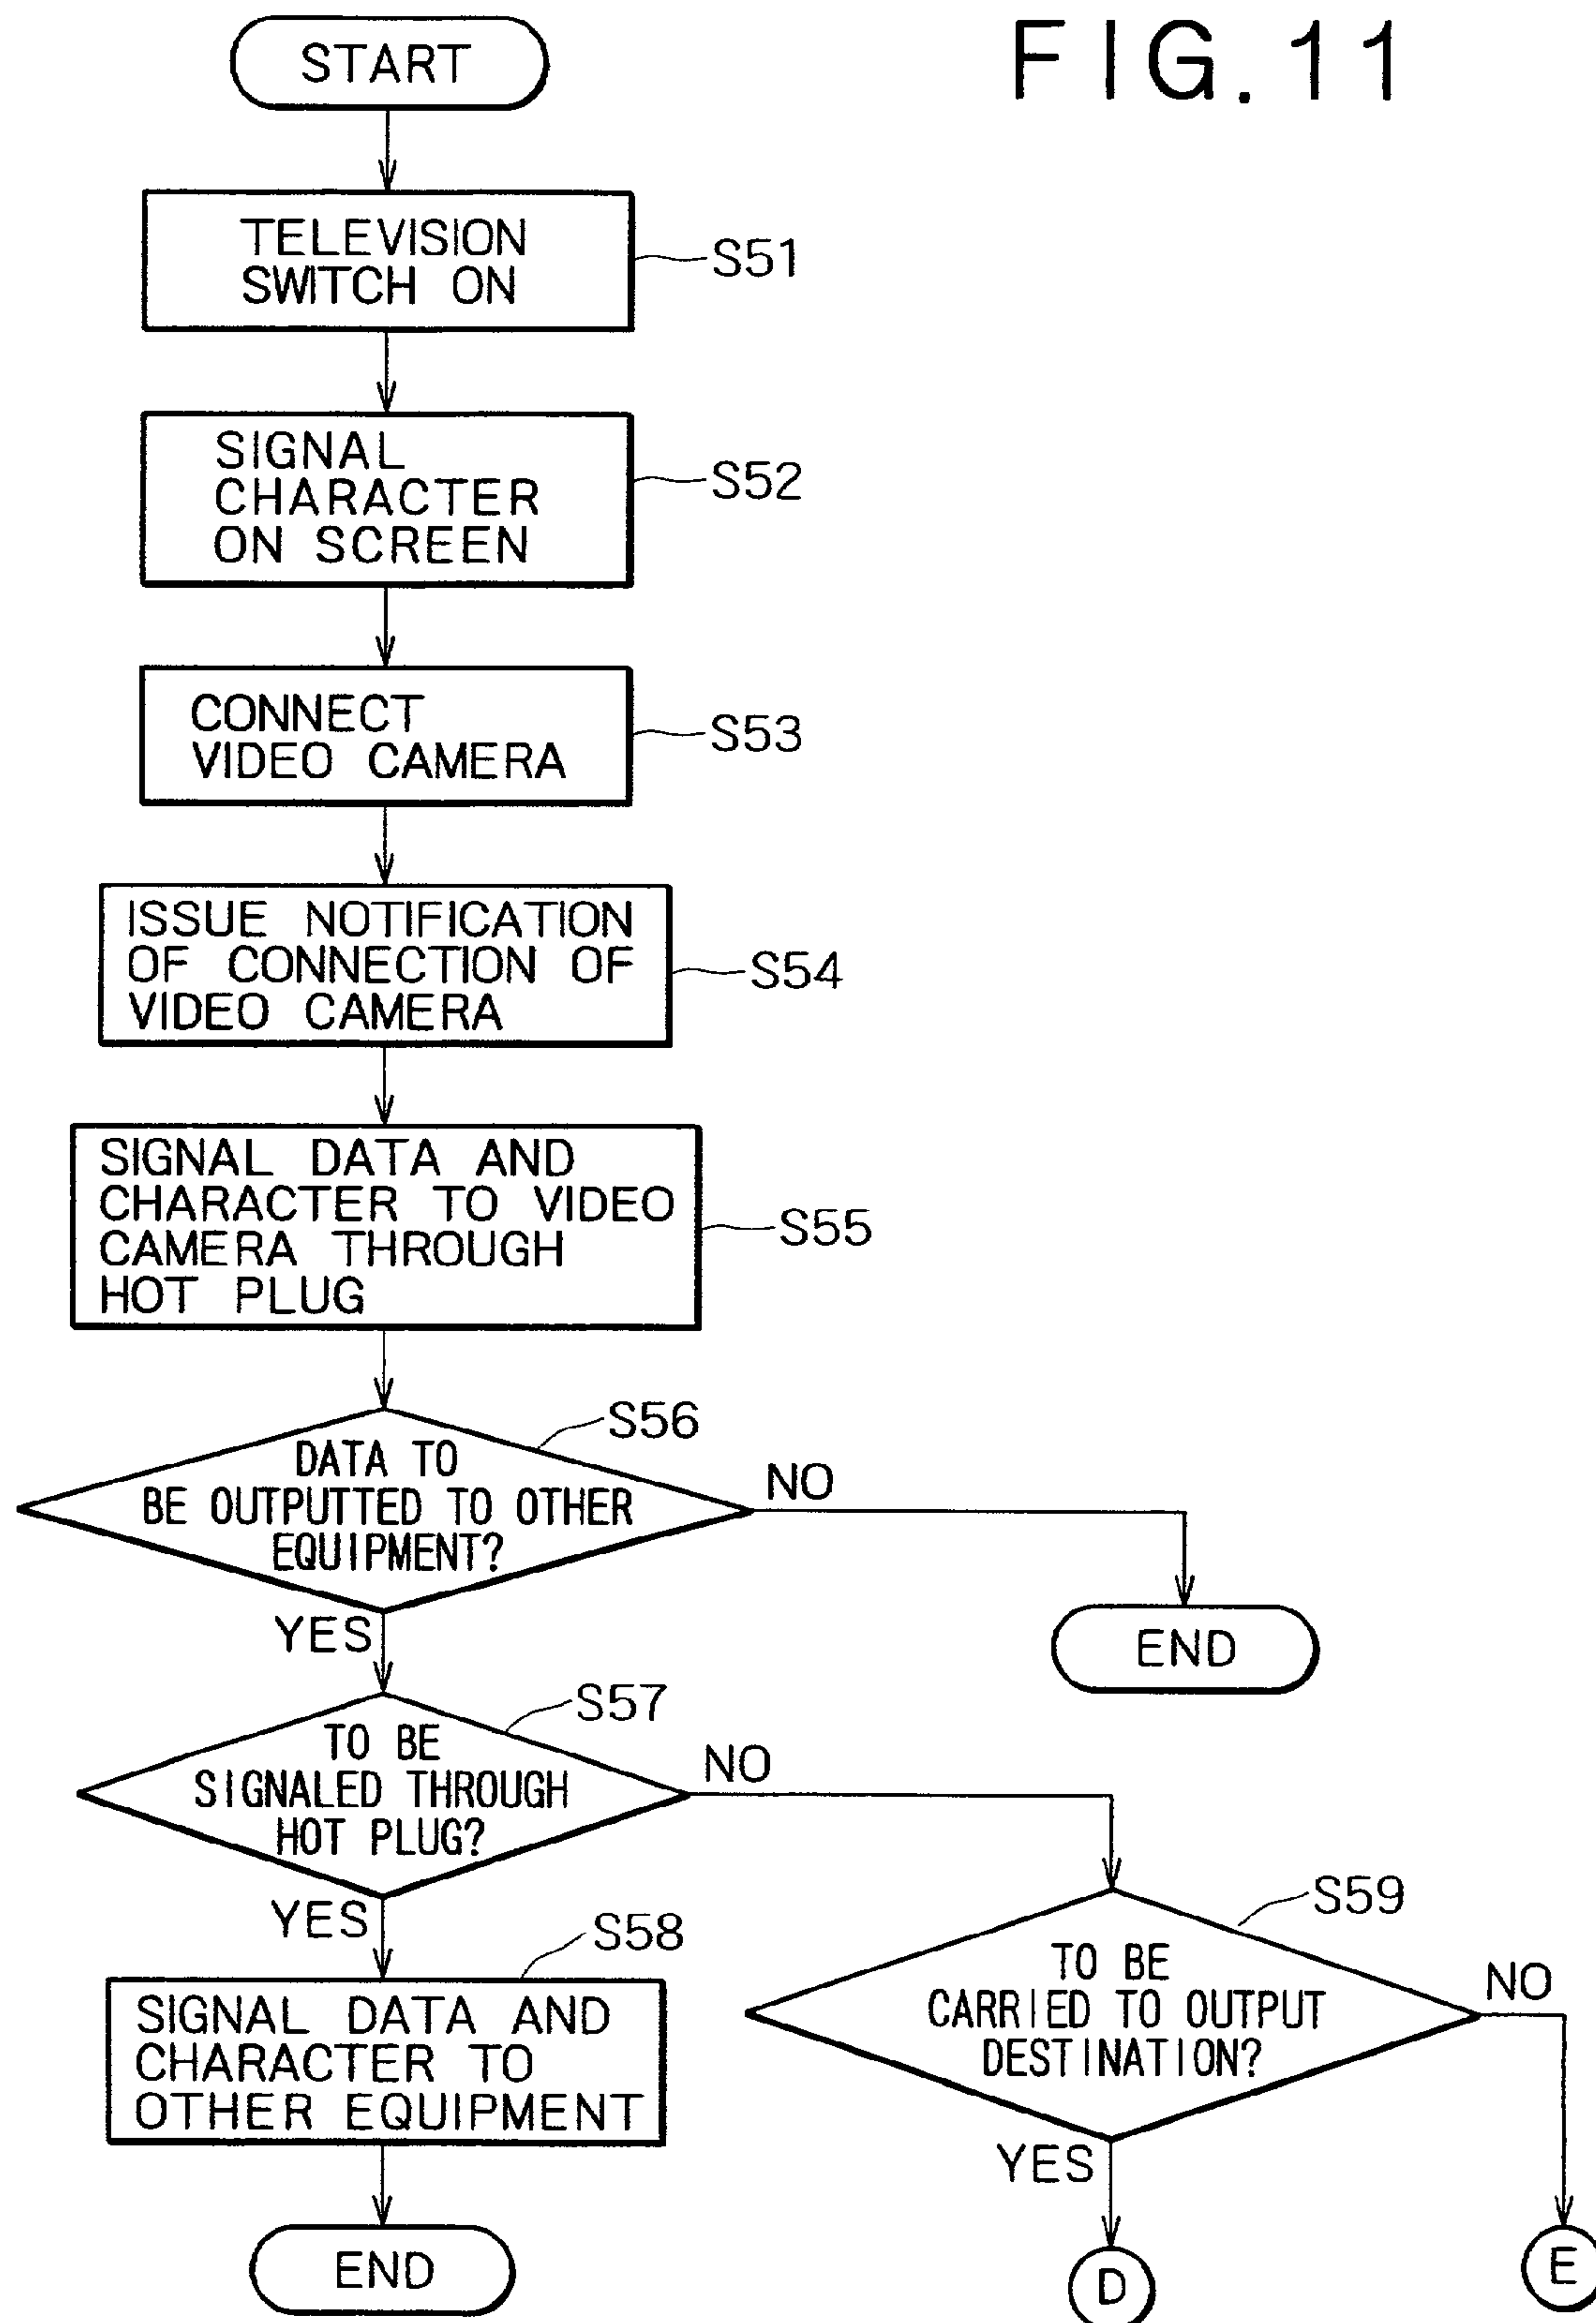 FIG.11
START
TELEVISION
SWITCH ON
S51
SIGNAL
CHARACTER
ON SCREEN
S52
CONNECT
VIDEO CAMERA
S53
ISSUE NOTIFICATION
OF CONNECTION OF
VIDEO CAMERA
S54
SIGNAL DATA AND
CHARACTER TO VIDEO
CAMERA THROUGH
HOT PLUG
S55
S56
DATA TO
BE OUTPUTTED TO OTHER
EQUIPMENT?
NO
END
YES
S57
TO BE
SIGNALED THROUGH
HOT PLUG?
NO
YES
S58
SIGNAL DATA AND
CHARACTER TO
OTHER EQUIPMENT
END
S59
TO BE
CARRIED TO OUTPUT
DESTINATION?
NO
YES
D
E